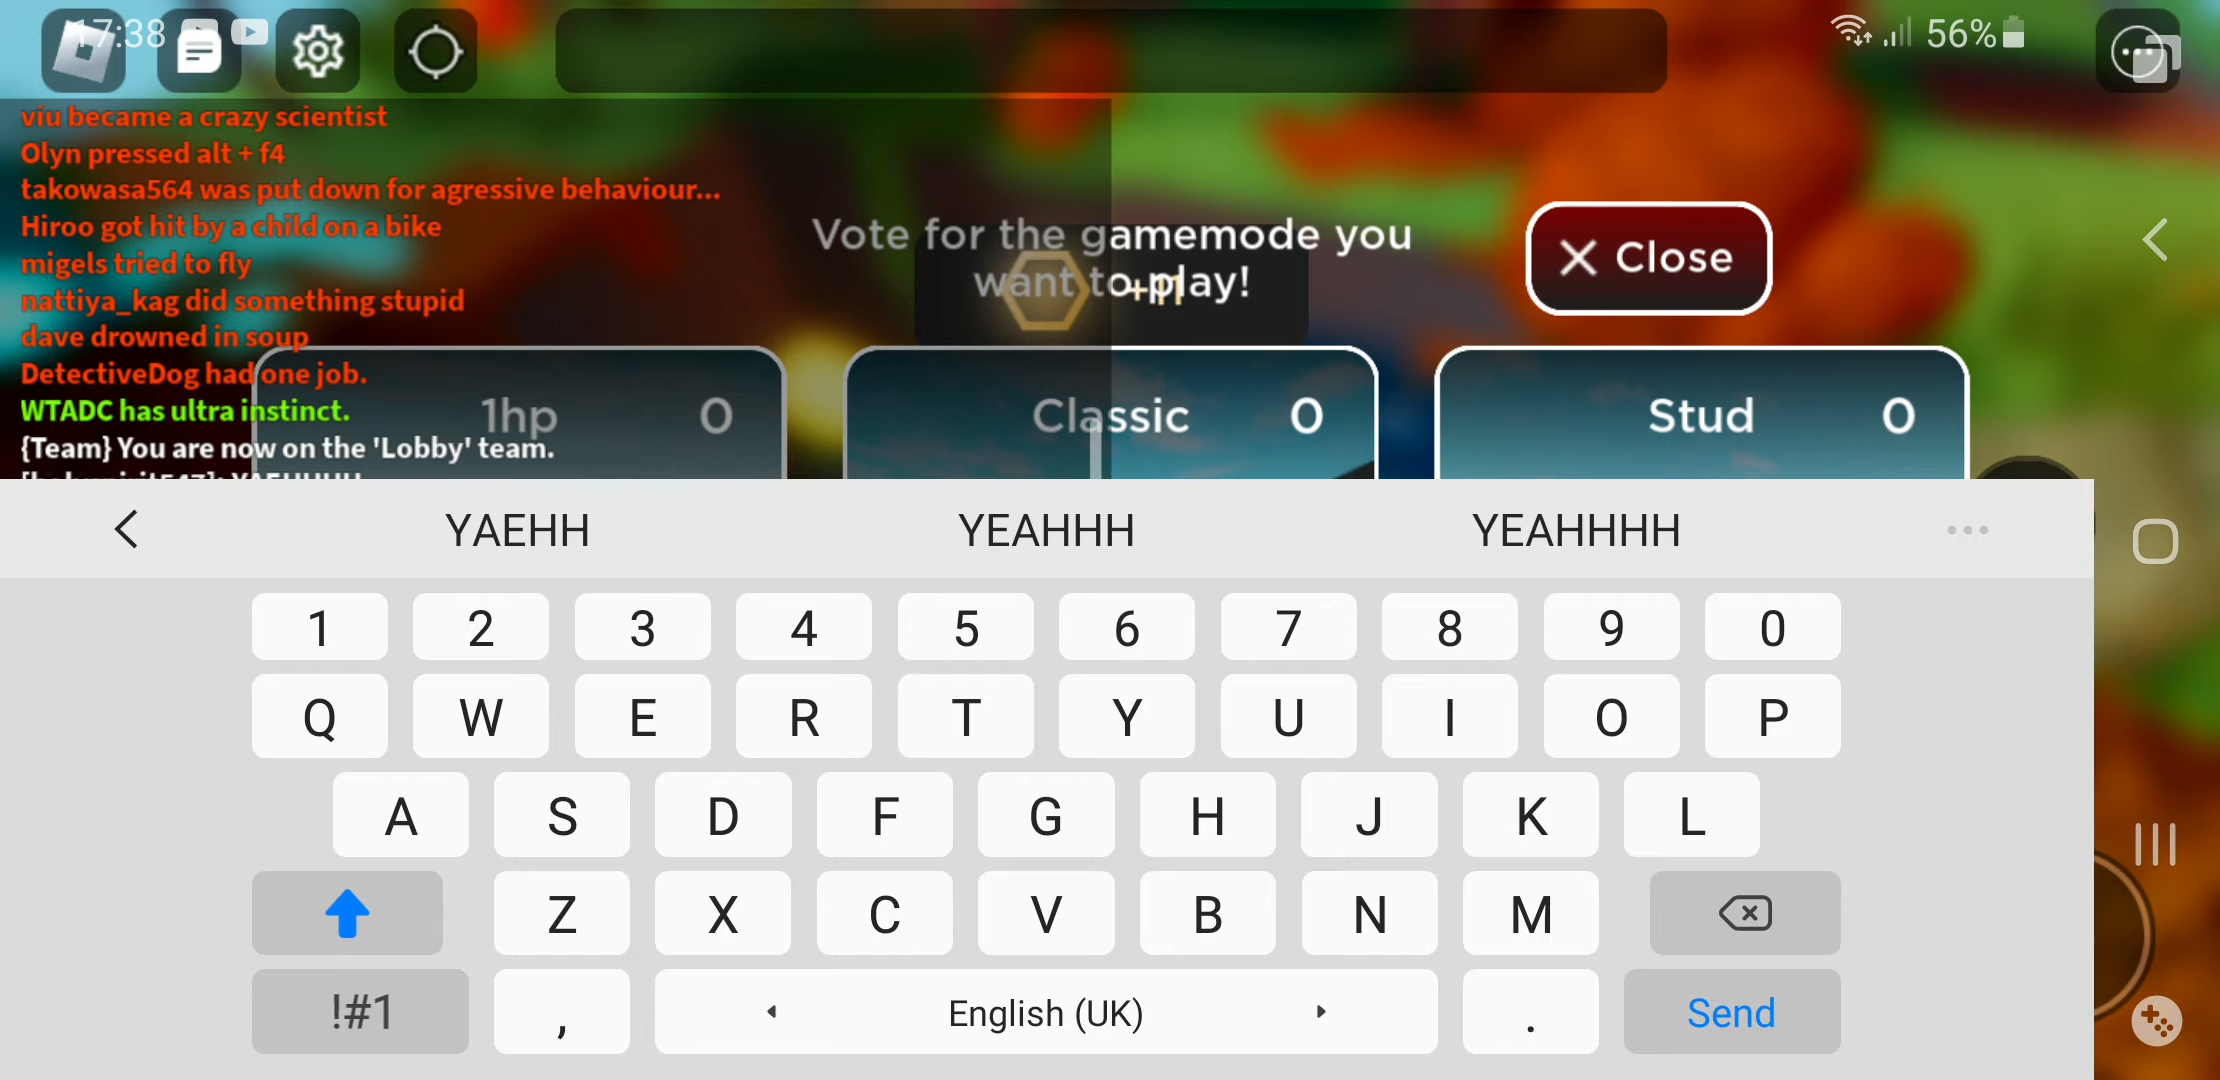 17:38
56%
viu became a crazy scientist
Olyn pressed alt + f4
takowasa564 was put down for agressive behaviour...
Hiroo got hit by a child on a bike
migels tried to fly
nattiya_kag did something stupid
dave drowned in soup
DetectiveDog had one job.
WTADC has ultra instinct.
{Team} You are now on the 'Lobby' team.
Vote for the gamemode you
want to play!
× Close
1hp 0
Classic 0
Stud 0
YAEHH YEAHHH YEAHHHH
1 2 3 4 5 6 7 8 9 0
Q W E R T Y U I O P
A S D F G H J K L
Z X C V B N M
!#1 , English (UK) . Send